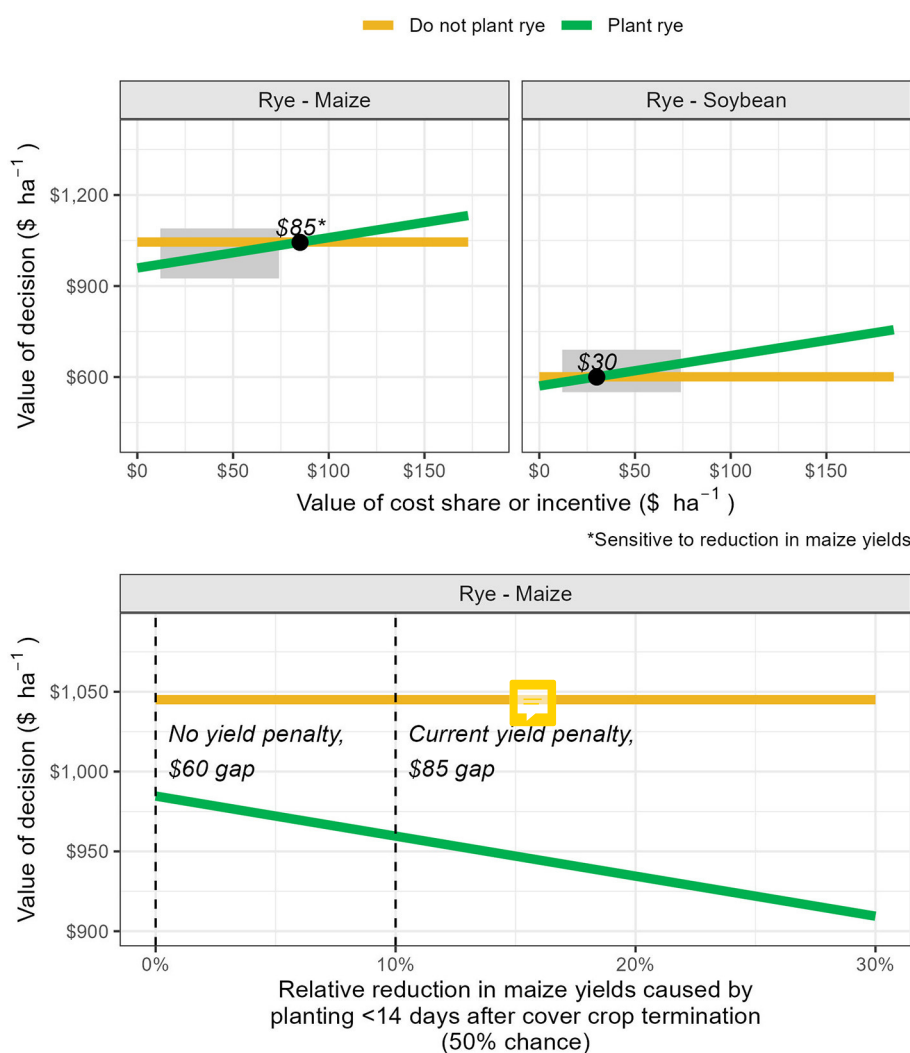 Do not plant rye Plant rye
Rye - Maize Rye - Soybean
Value of decision ($ ha⁻¹ )
$1,200
$900
$600
$85*
$30
$0 $50 $100 $150 $0 $50 $100 $150
Value of cost share or incentive ($ ha⁻¹ )
*Sensitive to reduction in maize yields
Rye - Maize
Value of decision ($ ha⁻¹ )
$1,050
$1,000
$950
$900
No yield penalty,
$60 gap
Current yield penalty,
$85 gap
0% 10% 20% 30%
Relative reduction in maize yields caused by
planting <14 days after cover crop termination
(50% chance)